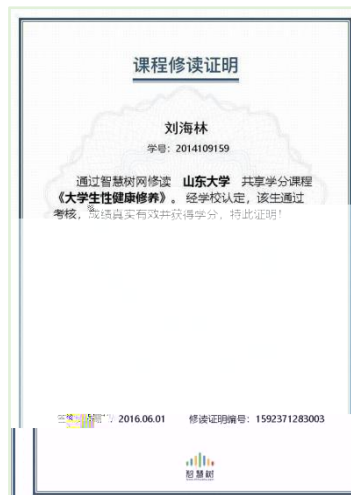 课程修读证明
刘海林
学号：2014109159
通过智慧树网修读 山东大学 共享学分课程
《大学生性健康修养》。经学校认定，该生通过
考核，成绩真实有效并获得学分，特此证明！
2016.06.01 修读证明编号：1592371283003
智慧树